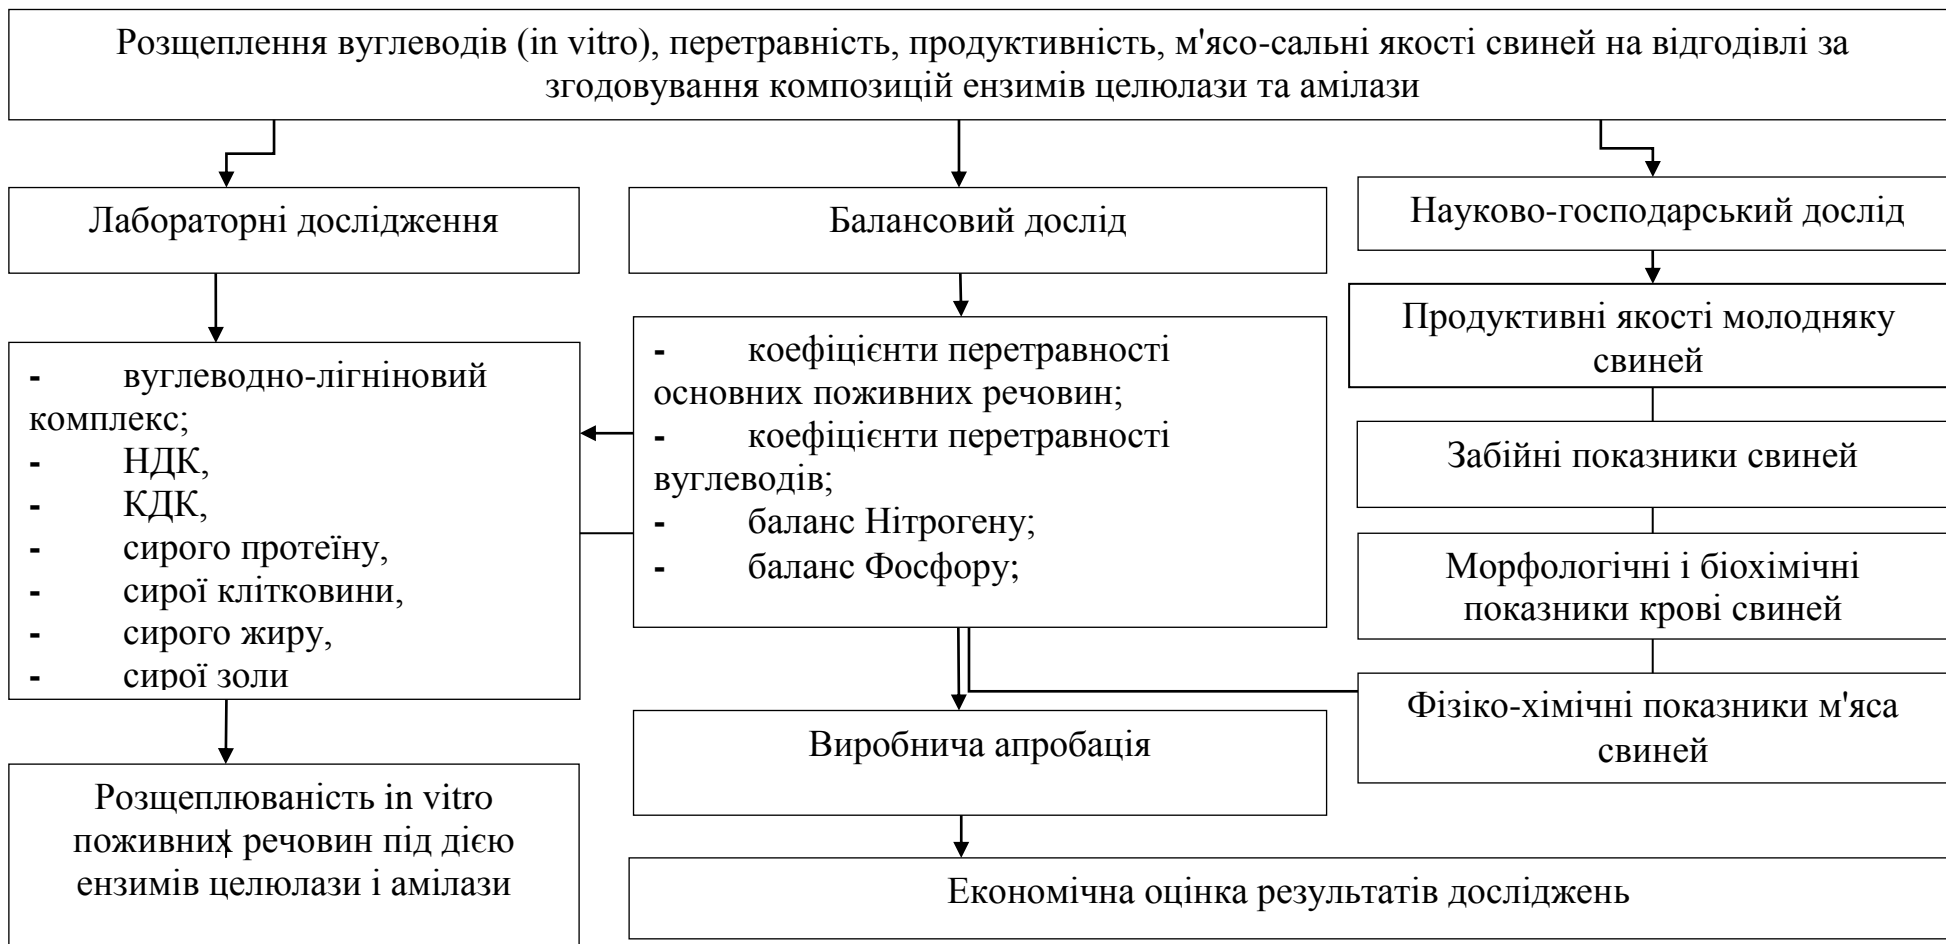 Розщеплення вуглеводів (in vitro), перетравність, продуктивність, м'ясо-сальні якості свиней на відгодівлі за
згодовування композицій ензимів целюлази та амілази
Лабораторні дослідження
Балансовий дослід
Науково-господарський дослід
- вуглеводно-лігніновий
комплекс;
- НДК,
- КДК,
- сирого протеїну,
- сирої клітковини,
- сирого жиру,
- сирої золи
- коефіцієнти перетравності
основних поживних речовин;
- коефіцієнти перетравності
вуглеводів;
- баланс Нітрогену;
- баланс Фосфору;
Продуктивні якості молодняку
свиней
Забійні показники свиней
Морфологічні і біохімічні
показники крові свиней
Фізіко-хімічні показники м'яса
свиней
Виробнича апробація
Розщеплюваність in vitro
поживних речовин під дією
ензимів целюлази і амілази
Економічна оцінка результатів досліджень